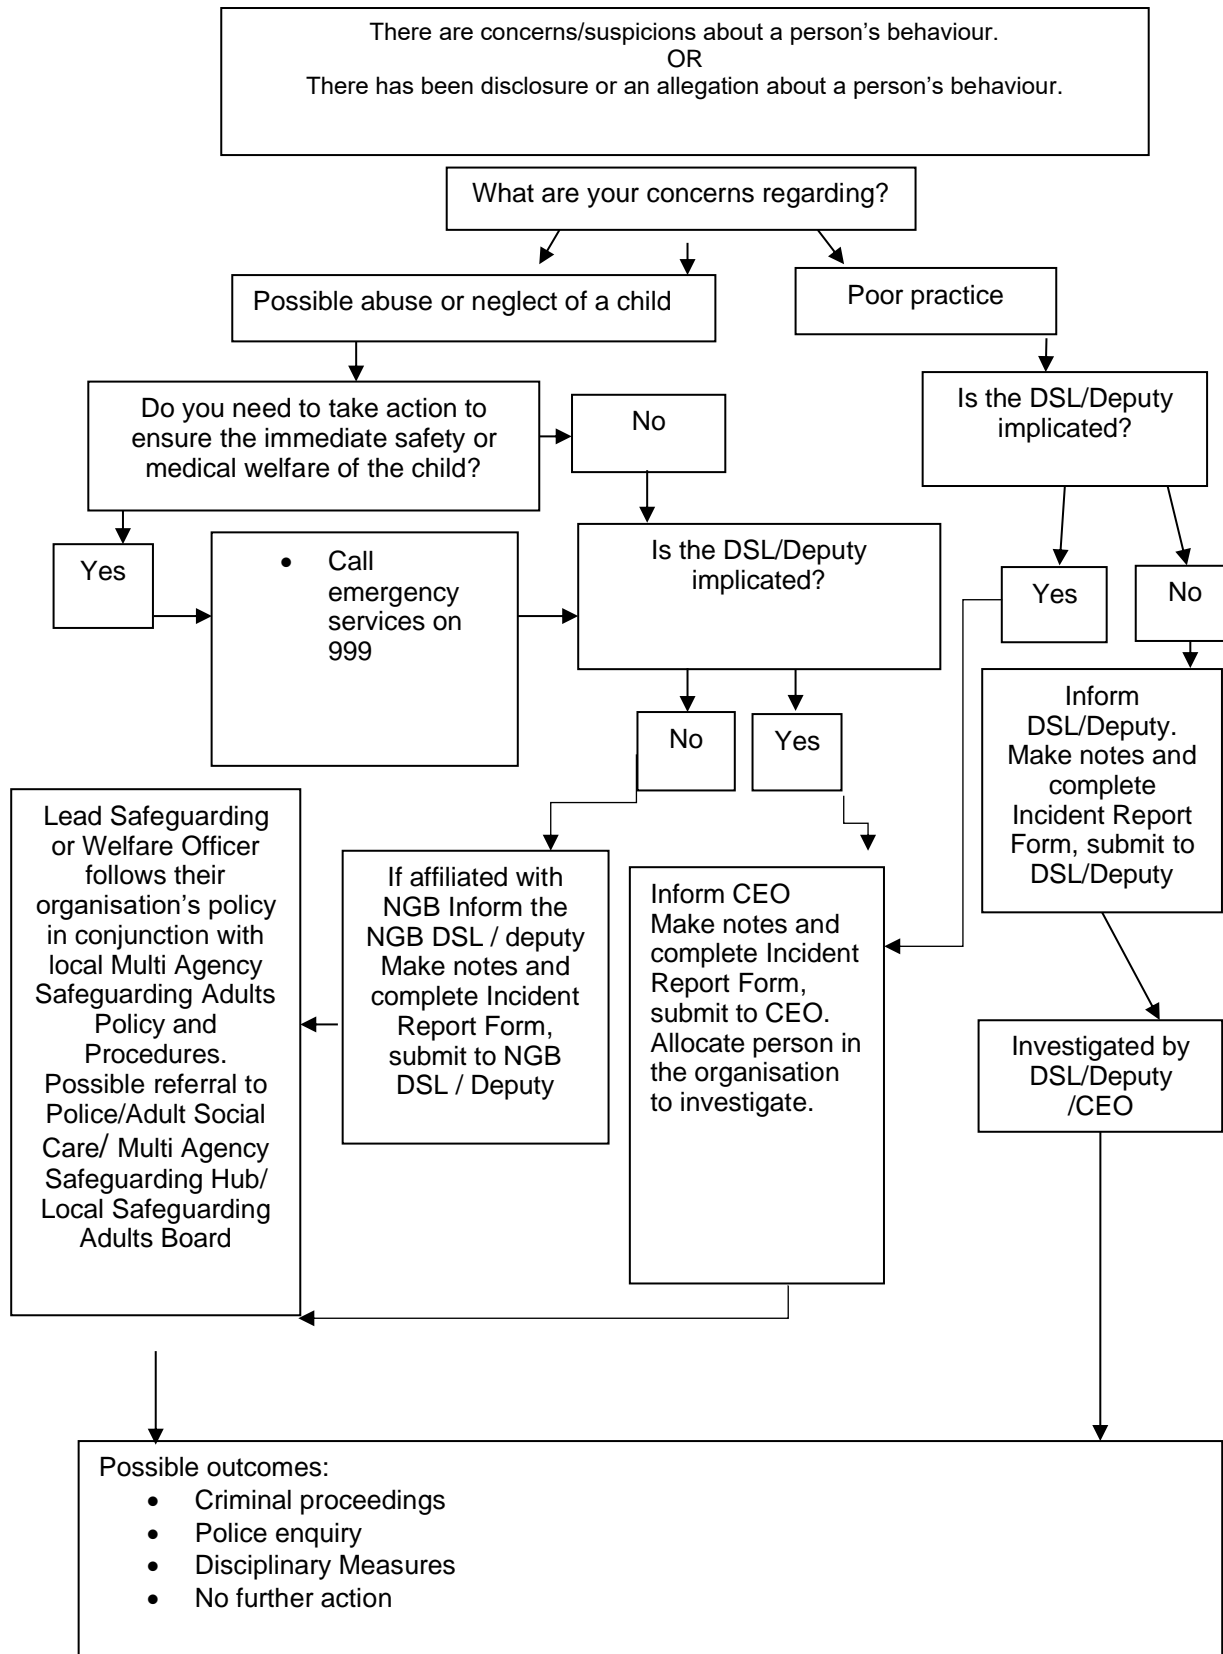 There are concerns/suspicions about a person’s behaviour.
OR
There has been disclosure or an allegation about a person’s behaviour.
What are your concerns regarding?
Possible abuse or neglect of a child
Poor practice
Do you need to take action to
ensure the immediate safety or
medical welfare of the child?
No
Is the DSL/Deputy
implicated?
Yes
• Call
emergency
services on
999
Is the DSL/Deputy
implicated?
Yes
No
No
Yes
Inform
DSL/Deputy.
Make notes and
complete
Incident Report
Form, submit to
DSL/Deputy
Lead Safeguarding
or Welfare Officer
follows their
organisation’s policy
in conjunction with
local Multi Agency
Safeguarding Adults
Policy and
Procedures.
Possible referral to
Police/Adult Social
Care/ Multi Agency
Safeguarding Hub/
Local Safeguarding
Adults Board
If affiliated with
NGB Inform the
NGB DSL / deputy
Make notes and
complete Incident
Report Form,
submit to NGB
DSL / Deputy
Inform CEO
Make notes and
complete Incident
Report Form,
submit to CEO.
Allocate person in
the organisation
to investigate.
Investigated by
DSL/Deputy
/CEO
Possible outcomes:
• Criminal proceedings
• Police enquiry
• Disciplinary Measures
• No further action